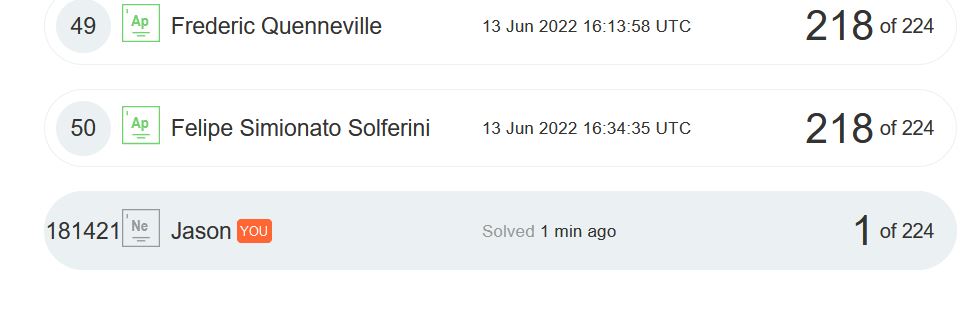 49 Ap Frederic Quenneville 13 Jun 2022 16:13:58 UTC 218 of 224
50 Ap Felipe Simionato Solferini 13 Jun 2022 16:34:35 UTC 218 of 224
181421 Ne Jason YOU Solved 1 min ago 1 of 224